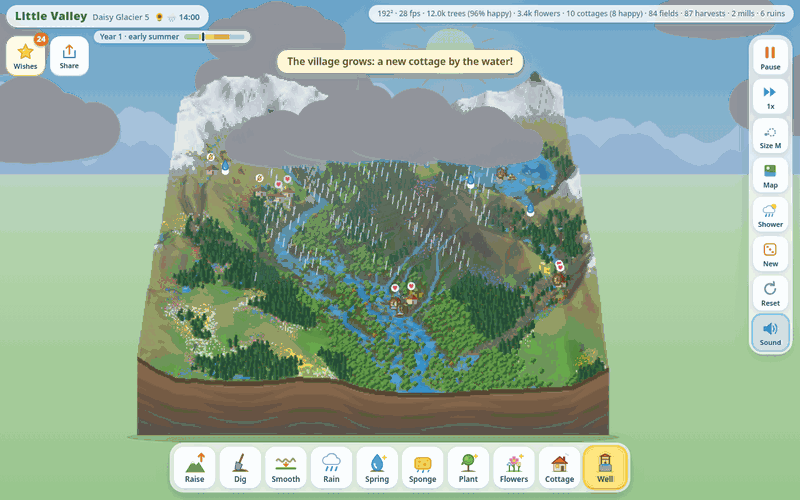 Little Valley Daisy Glacier 5 14:00
192² · 28 fps · 12.0k trees (96% happy) · 3.4k flowers · 10 cottages (8 happy) · 84 fields · 87 harvests · 2 mills · 6 ruins
Year 1 · early summer
24
Wishes
Share
The village grows: a new cottage by the water!
Pause
1x
Size M
Map
Shower
New
Reset
Sound
Raise
Dig
Smooth
Rain
Spring
Sponge
Plant
Flowers
Cottage
Well